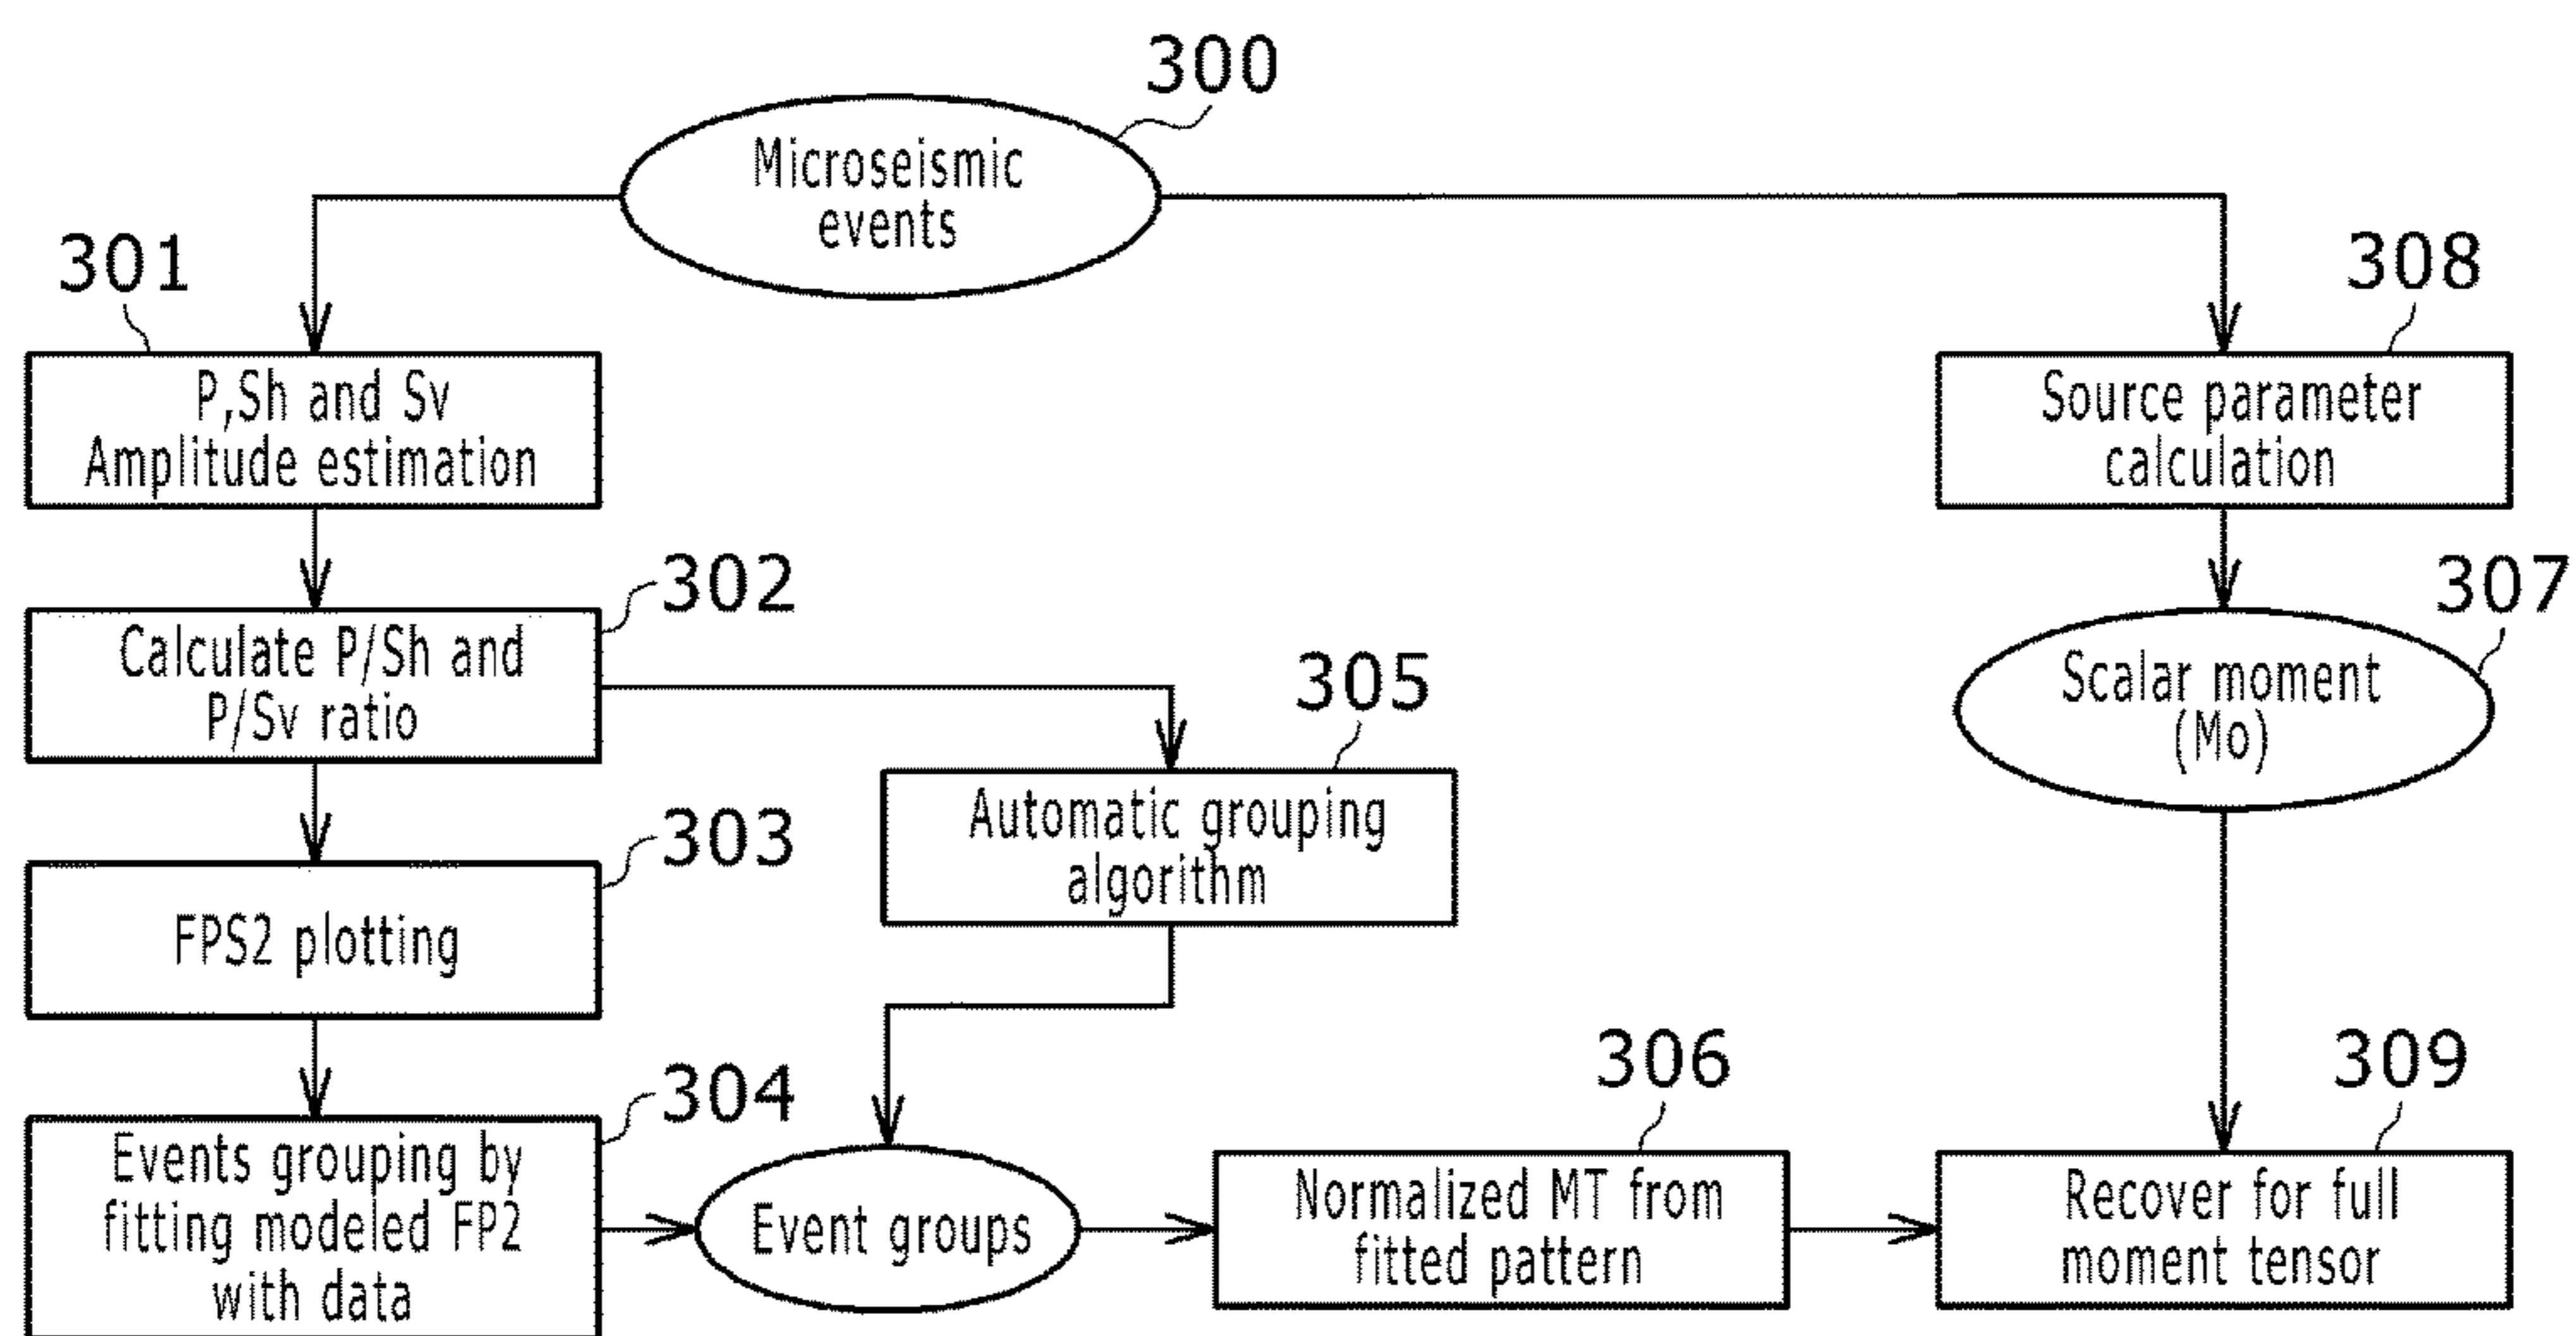 300
Microseismic
events
301
P,Sh and Sv
Amplitude estimation
308
Source parameter
calculation
302
Calculate P/Sh and
P/Sv ratio
307
Scalar moment
(Mo)
305
Automatic grouping
algorithm
303
FPS2 plotting
304
Events grouping by
fitting modeled FP2
with data
Event groups
306
Normalized MT from
fitted pattern
309
Recover for full
moment tensor